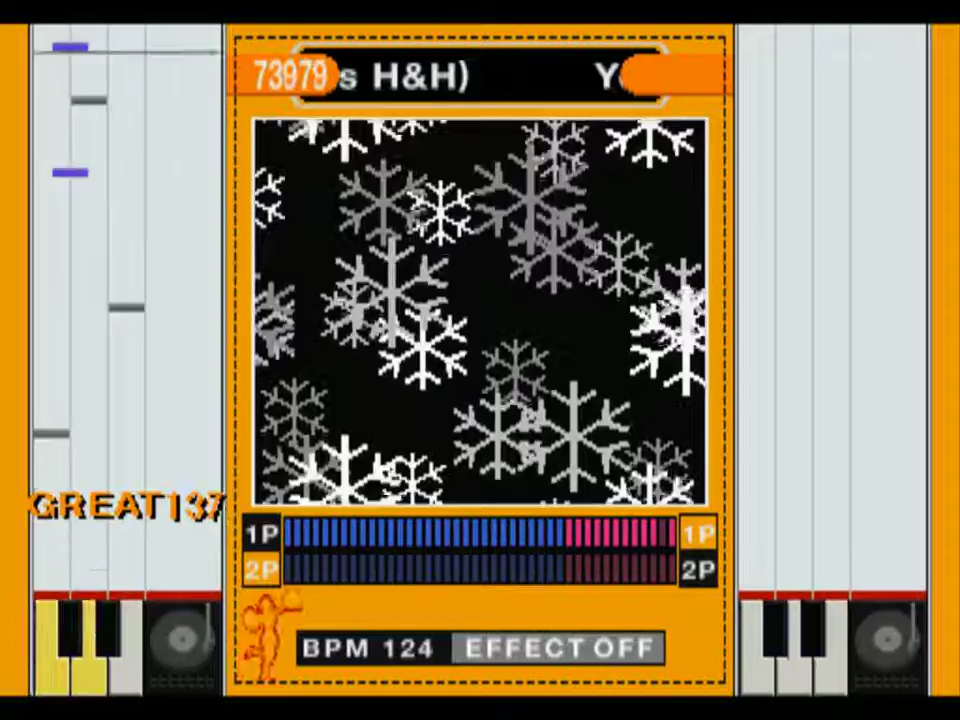 73979 s H&H) Y
GREAT 137
1P 1P
2P 2P
BPM 124 EFFECT OFF